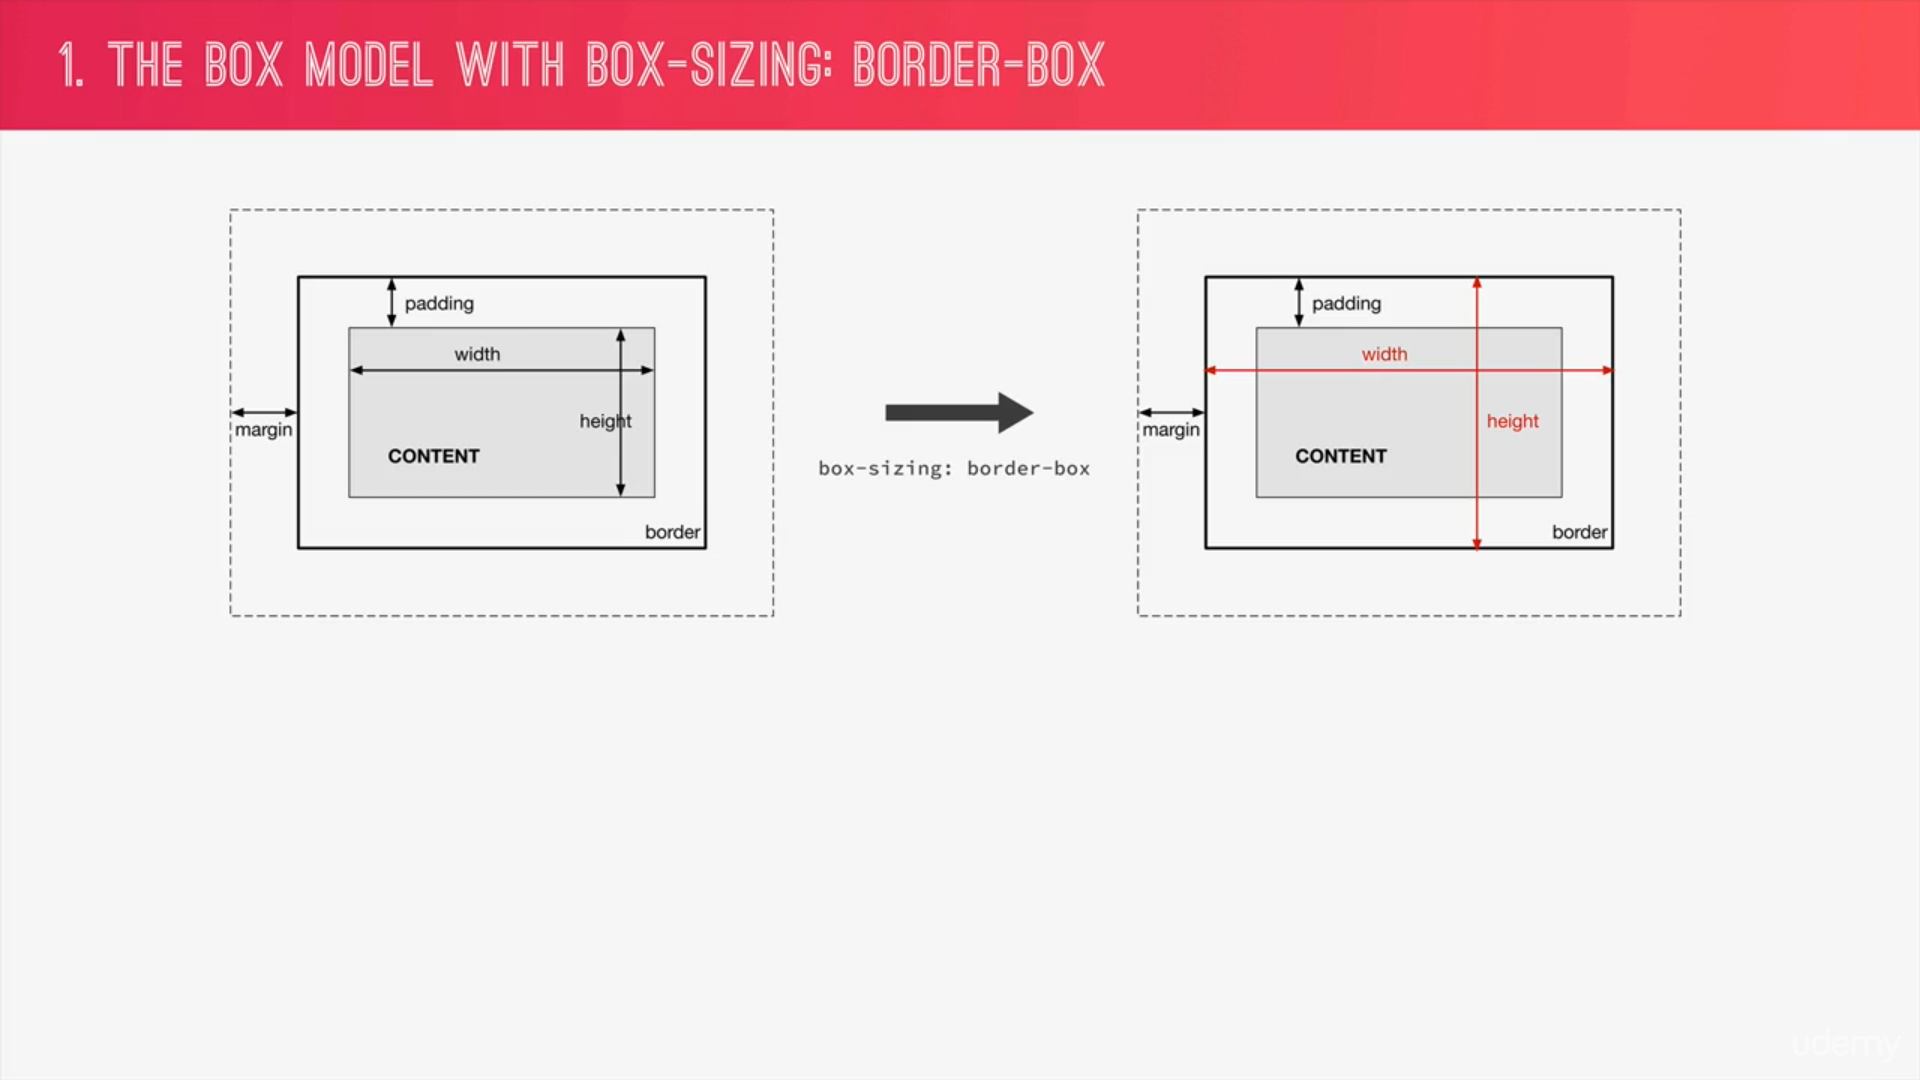 1. THE BOX MODEL WITH BOX-SIZING: BORDER-BOX
padding
width
height
margin
CONTENT
border
box-sizing: border-box
padding
width
height
margin
CONTENT
border
udemy